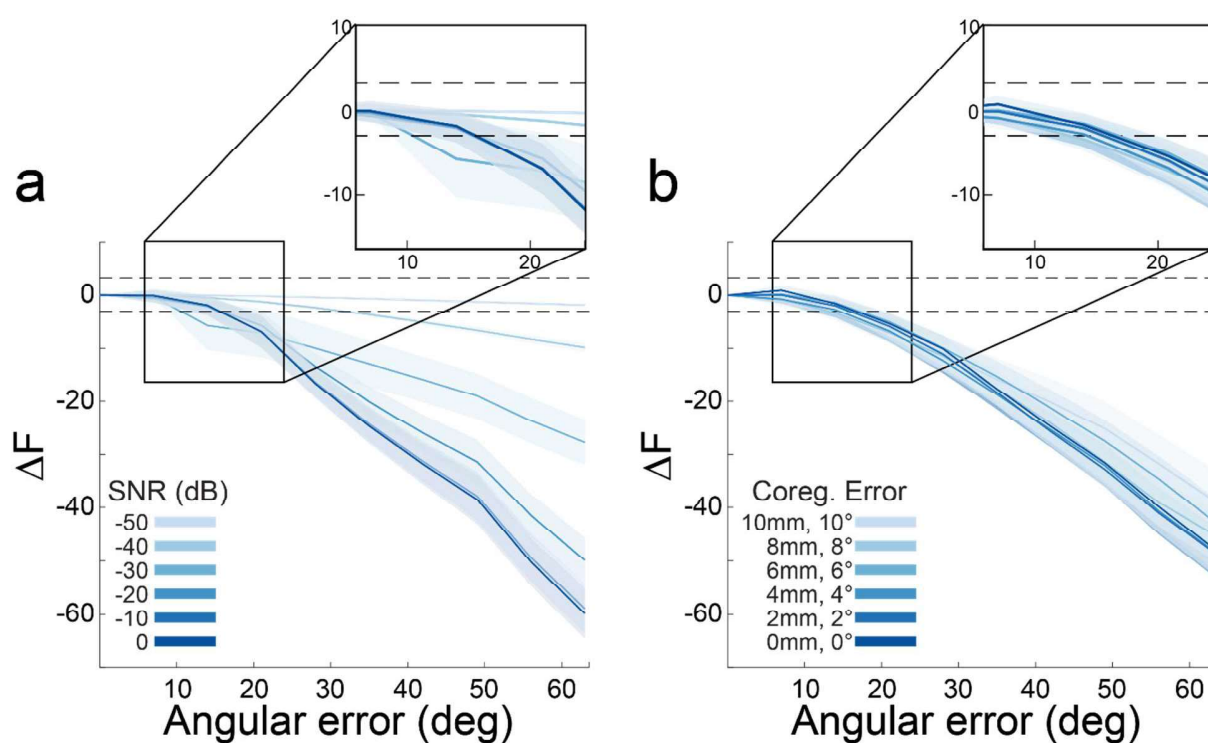 a
10
0
-10
10
20
0
-20
-40
-60
ΔF
SNR (dB)
-50
-40
-30
-20
-10
0
10
20
30
40
50
60
Angular error (deg)
b
10
0
-10
10
20
0
-20
-40
-60
ΔF
Coreg. Error
10mm, 10°
8mm, 8°
6mm, 6°
4mm, 4°
2mm, 2°
0mm, 0°
10
20
30
40
50
60
Angular error (deg)